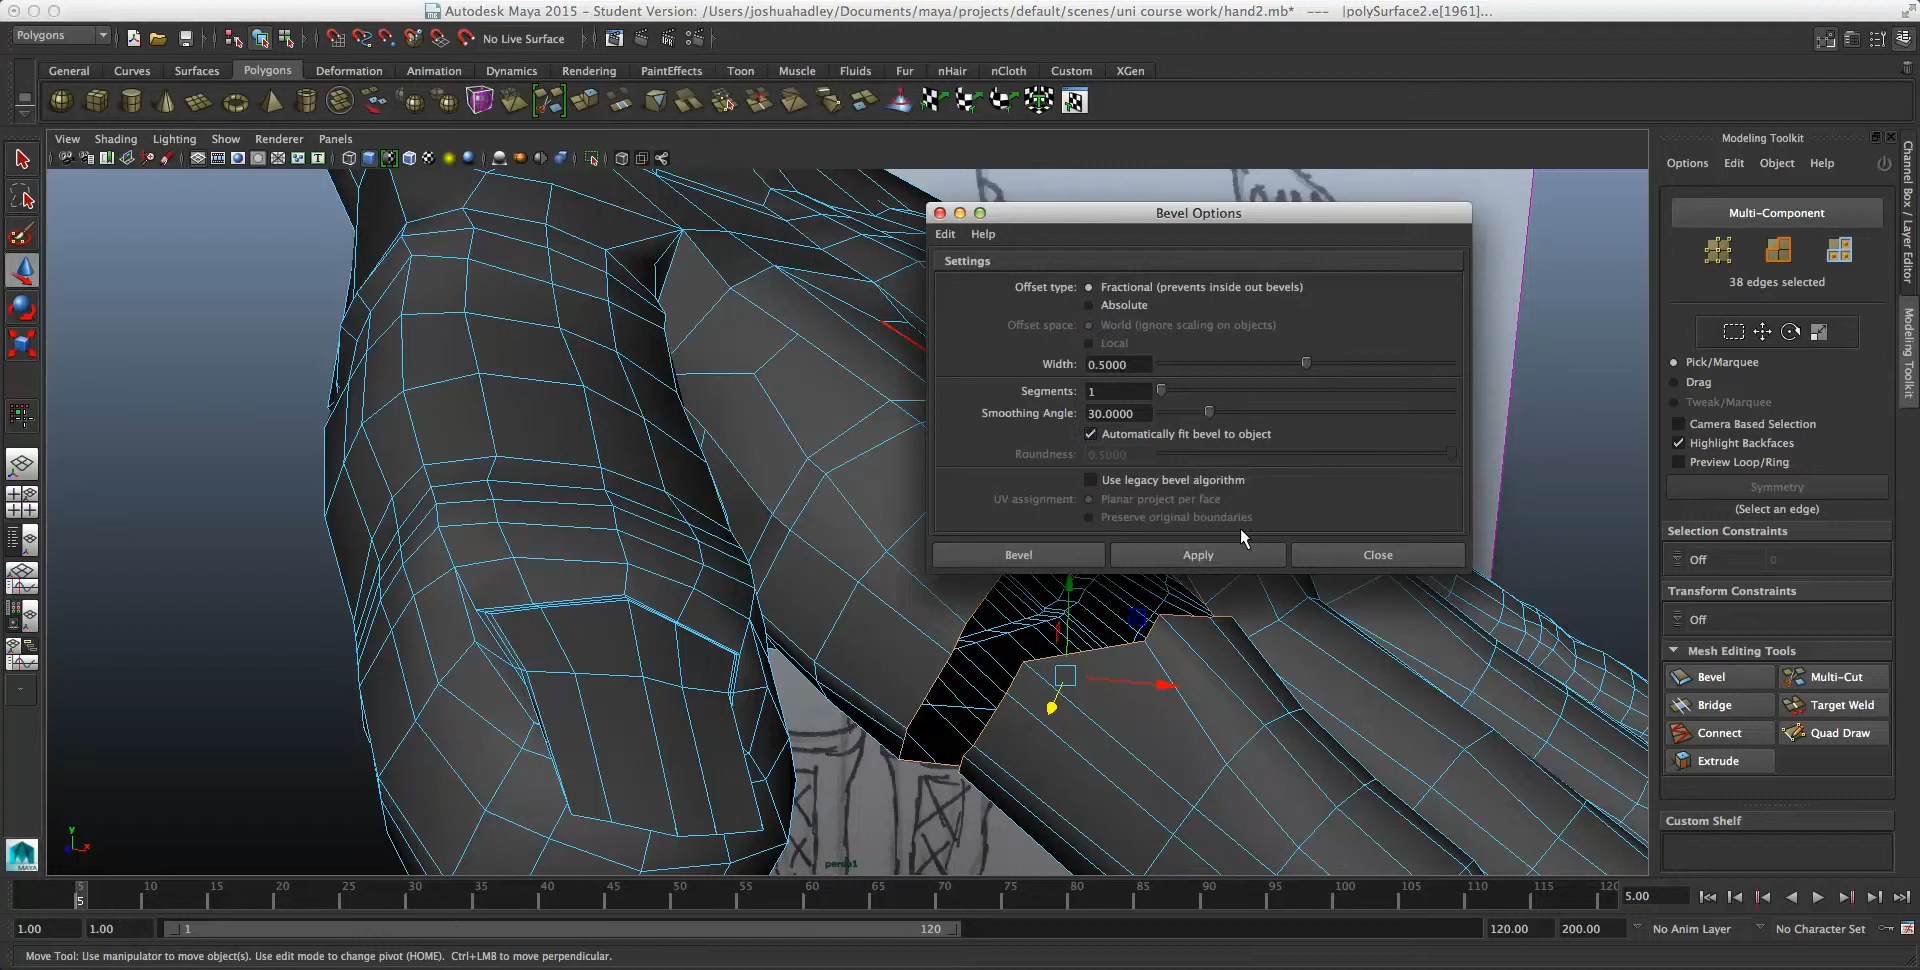 Autodesk Maya 2015 - Student Version: /Users/joshuahadley/Documents/maya/projects/default/scenes/uni course work/hand2.mb* --- |polySurface2.e[1961]...
Polygons
No Live Surface
General Curves Surfaces Polygons Deformation Animation Dynamics Rendering PaintEffects Toon Muscle Fluids Fur nHair nCloth Custom XGen
View Shading Lighting Show Renderer Panels
Bevel Options
Edit Help
Settings
Offset type: Fractional (prevents inside out bevels)
Absolute
Offset space: World (ignore scaling on objects)
Local
Width: 0.5000
Segments: 1
Smoothing Angle: 30.0000
Automatically fit bevel to object
Roundness: 0.5000
Use legacy bevel algorithm
UV assignment: Planar project per face
Preserve original boundaries
Bevel Apply Close
Modeling Toolkit
Options Edit Object Help
Multi-Component
38 edges selected
Pick/Marquee
Drag
Tweak/Marquee
Camera Based Selection
Highlight Backfaces
Preview Loop/Ring
Symmetry
(Select an edge)
Selection Constraints
Off 0
Transform Constraints
Off
Mesh Editing Tools
Bevel Multi-Cut
Bridge Target Weld
Connect Quad Draw
Extrude
Custom Shelf
Channel Box / Layer Editor
Modeling Toolkit
MAYA
y
x
persp1
5 10 15 20 25 30 35 40 45 50 55 60 65 70 75 80 85 90 95 100 105 110 115 120
5
5.00
1.00 1.00 1 120 120.00 200.00 No Anim Layer No Character Set
Move Tool: Use manipulator to move object(s). Use edit mode to change pivot (HOME). Ctrl+LMB to move perpendicular.